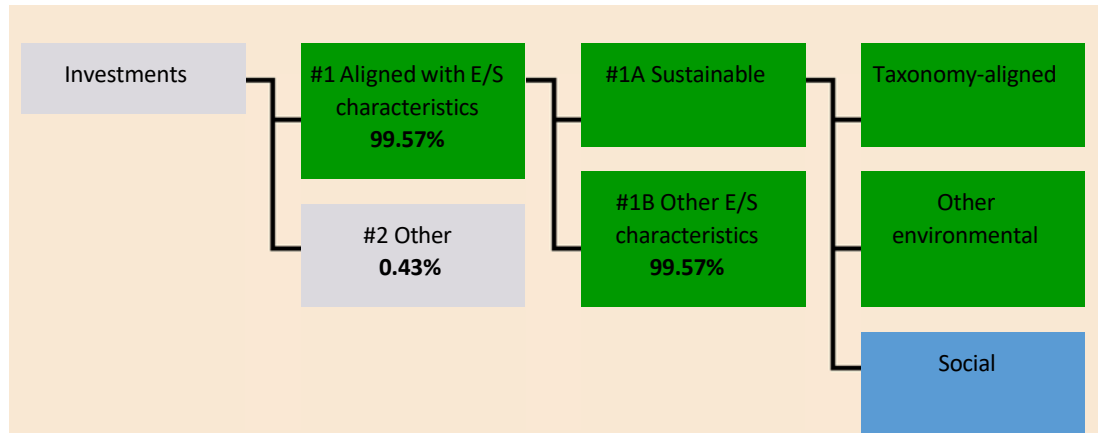 Investments
#1 Aligned with E/S
characteristics
99.57%
#2 Other
0.43%
#1A Sustainable
#1B Other E/S
characteristics
99.57%
Taxonomy-aligned
Other
environmental
Social